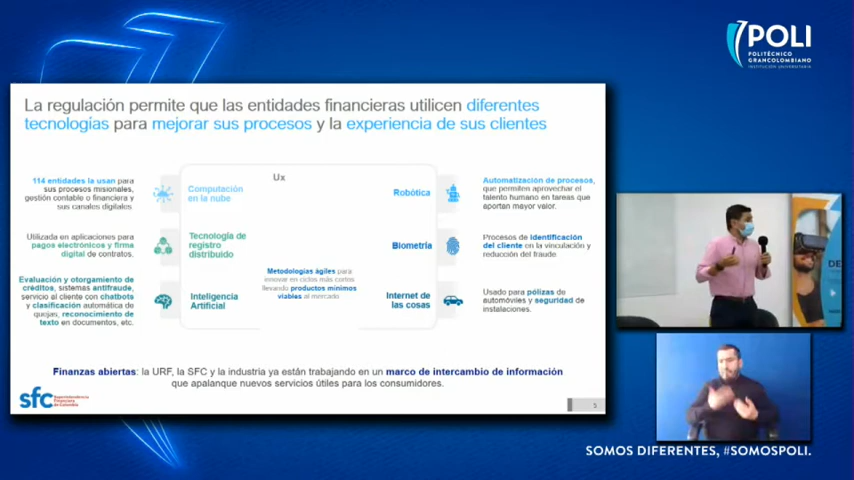 POLI
POLITÉCNICO
GRANCOLOMBIANO
INSTITUCIÓN UNIVERSITARIA
La regulación permite que las entidades financieras utilicen diferentes
tecnologías para mejorar sus procesos y la experiencia de sus clientes
114 entidades la usan para
sus procesos misionales,
gestión contable o financiera y
sus canales digitales.
Computación
en la nube
Utilizada en aplicaciones para
pagos electrónicos y firma
digital de contratos.
Tecnología de
registro
distribuido
Evaluación y otorgamiento de
créditos, sistemas antifraude,
servicio al cliente con chatbots
y clasificación automática de
quejas, reconocimiento de
texto en documentos, etc.
Inteligencia
Artificial
Ux
Metodologías ágiles para
innovar en ciclos más cortos
llevando productos mínimos
viables al mercado
Robótica
Automatización de procesos,
que permiten aprovechar el
talento humano en tareas que
aportan mayor valor.
Biometría
Procesos de identificación
del cliente en la vinculación y
reducción del fraude
Internet de
las cosas
Usado para pólizas de
automóviles y seguridad de
instalaciones.
Finanzas abiertas: la URF, la SFC y la industria ya están trabajando en un marco de intercambio de información
que apalanque nuevos servicios útiles para los consumidores.
sfc
Superintendencia
Financiera
de Colombia
5
DE
SOMOS DIFERENTES, #SOMOSPOLI.